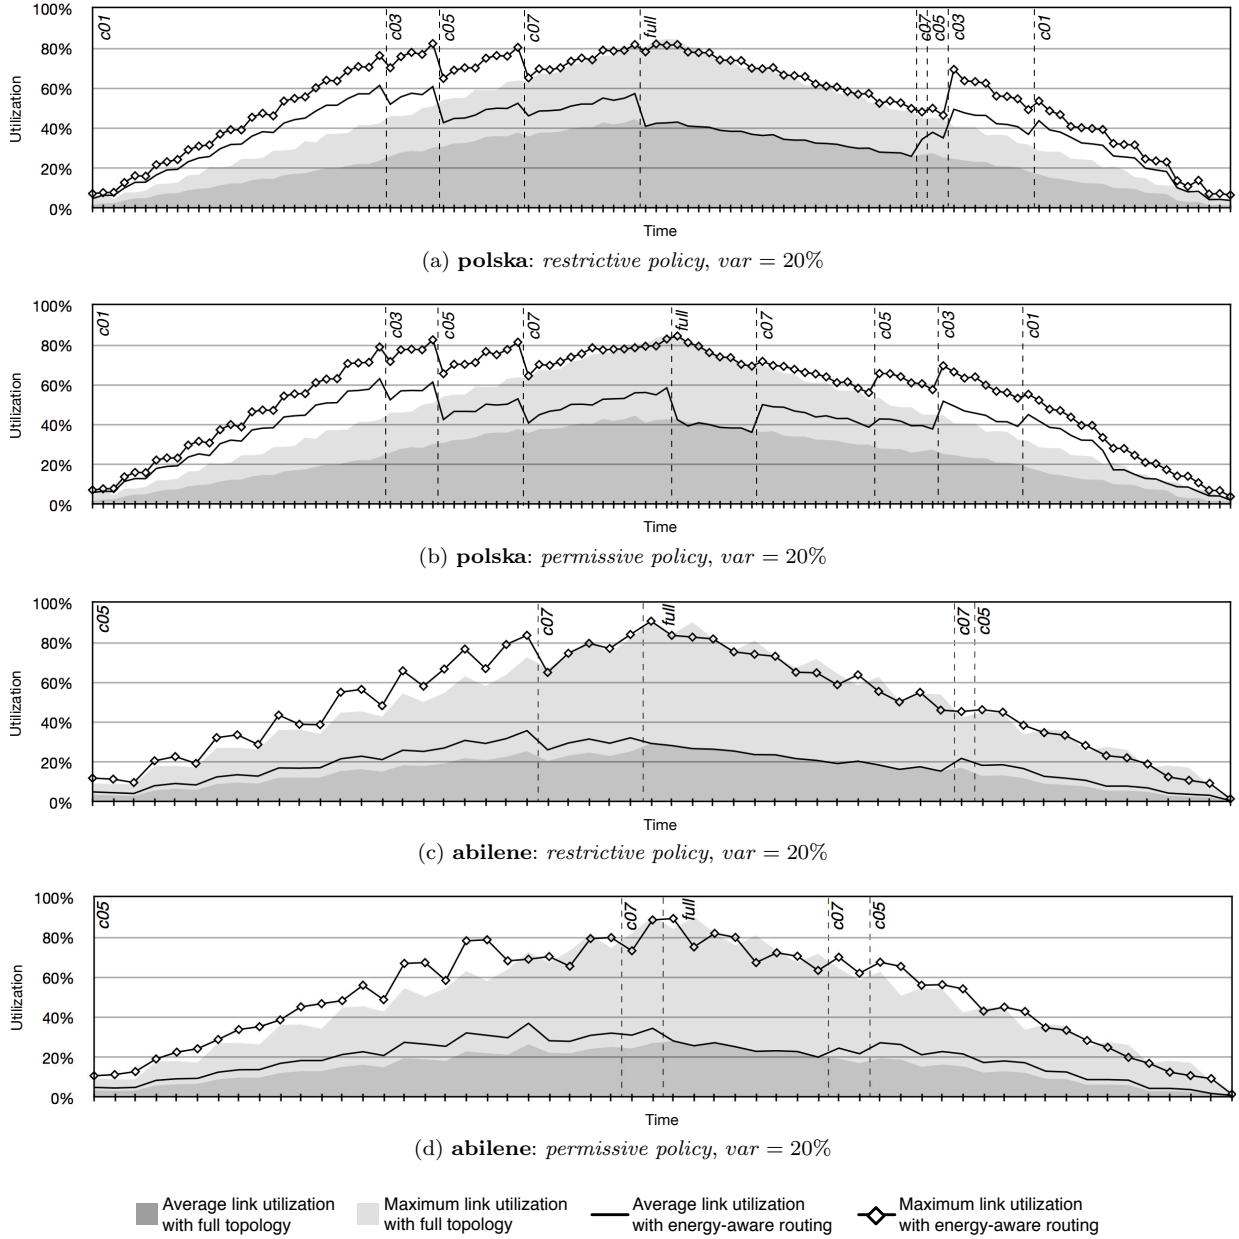 100%
80%
60%
40%
20%
0%
Utilization
c01
c03
c05
c07
full
c07
c05
c03
c01
Time
(a) polska: restrictive policy, var = 20%
100%
80%
60%
40%
20%
0%
Utilization
c01
c03
c05
c07
full
c07
c05
c03
c01
Time
(b) polska: permissive policy, var = 20%
100%
80%
60%
40%
20%
0%
Utilization
c05
c07
full
c07
c05
Time
(c) abilene: restrictive policy, var = 20%
100%
80%
60%
40%
20%
0%
Utilization
c05
c07
full
c07
c05
Time
(d) abilene: permissive policy, var = 20%
Average link utilization
with full topology
Maximum link utilization
with full topology
Average link utilization
with energy-aware routing
Maximum link utilization
with energy-aware routing